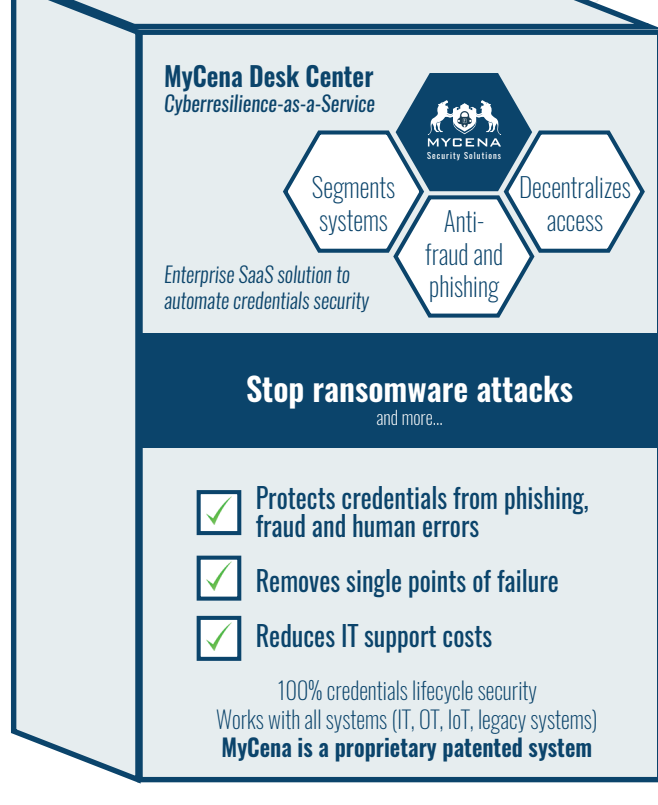 MyCena Desk Center
Cyberresilience-as-a-Service
MYCENA
Security Solutions
Segments
systems
Decentralizes
access
Anti-
fraud and
phishing
Enterprise SaaS solution to
automate credentials security
Stop ransomware attacks
and more...
Protects credentials from phishing,
fraud and human errors
Removes single points of failure
Reduces IT support costs
100% credentials lifecycle security
Works with all systems (IT, OT, IoT, legacy systems)
MyCena is a proprietary patented system